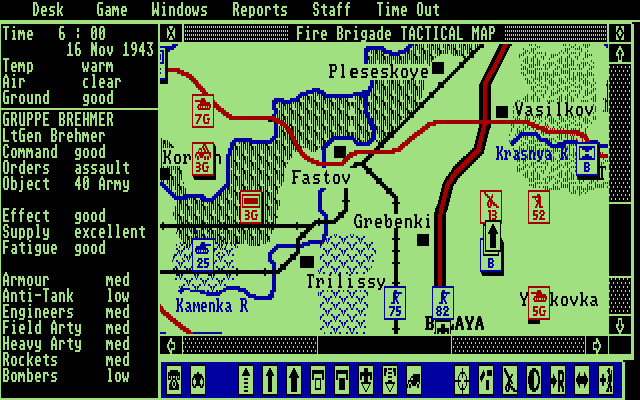 Desk Game Windows Reports Staff Time Out
Time 6 : 00
16 Nov 1943
Temp warm
Air clear
Ground good
GRUPPE BREHMER
LtGen Brehmer
Command good
Orders assault
Object 40 Army
Effect good
Supply excellent
Fatigue good
Armour med
Anti-Tank low
Engineers med
Field Arty med
Heavy Arty med
Rockets med
Bombers low
Fire Brigade TACTICAL MAP
Pleseskoye
7G
Vasilkov
Kor h
3G
Krasnya R
B
Fastov
3G
13
52
Grebenki
25
B
Trilissy
Kamenka R
75
82
Y kovka
5G
B AYA